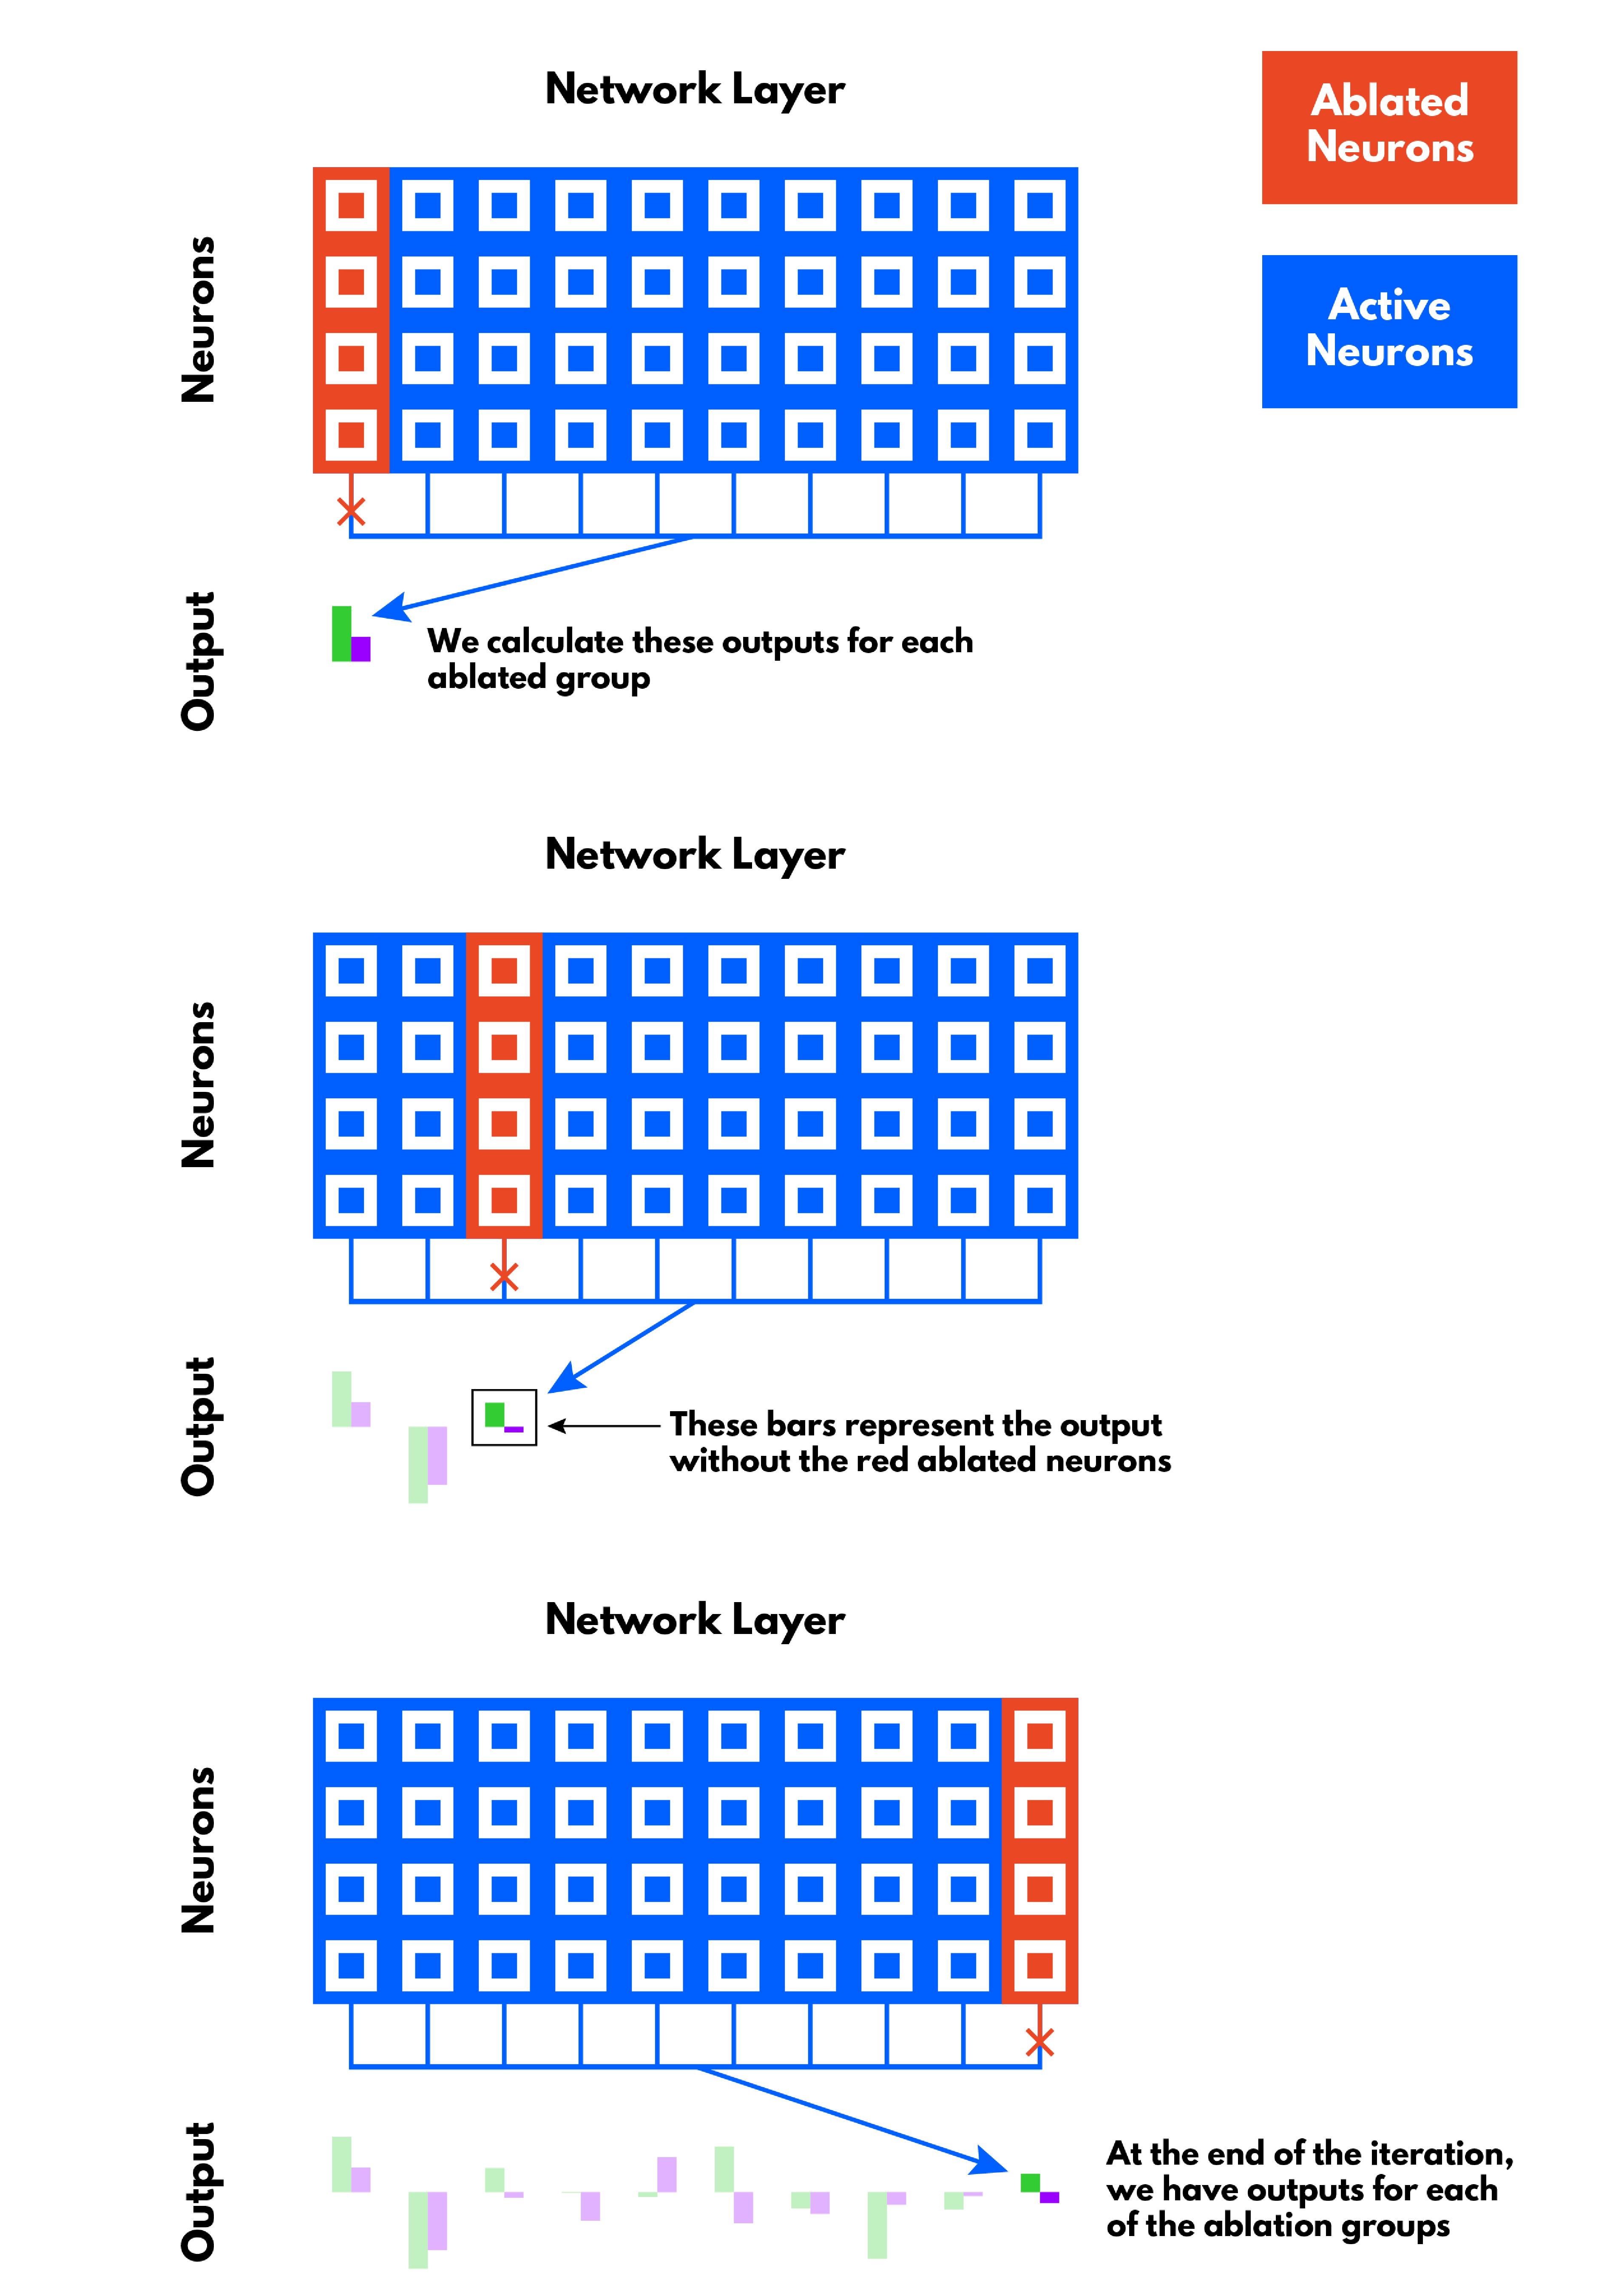 Network Layer
Ablated
Neurons
Active
Neurons
Neurons
Output
We calculate these outputs for each
ablated group
Network Layer
Neurons
Output
These bars represent the output
without the red ablated neurons
Network Layer
Neurons
Output
At the end of the iteration,
we have outputs for each
of the ablation groups